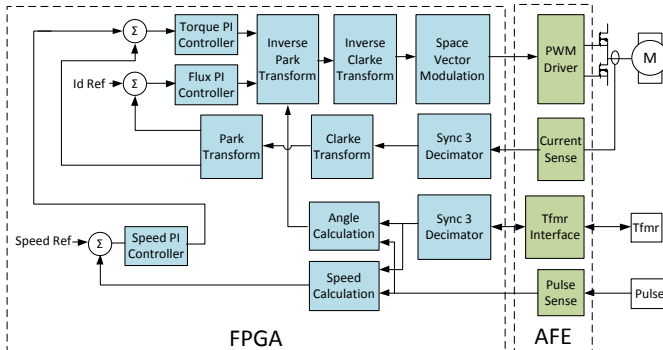 Σ
Torque PI
Controller
Inverse
Park
Transform
Inverse
Clarke
Transform
Space
Vector
Modulation
PWM
Driver
M
Id Ref
Σ
Flux PI
Controller
Park
Transform
Clarke
Transform
Sync 3
Decimator
Current
Sense
Speed Ref
Σ
Speed PI
Controller
Angle
Calculation
Sync 3
Decimator
Tfmr
Interface
Tfmr
Speed
Calculation
Pulse
Sense
Pulse
FPGA
AFE